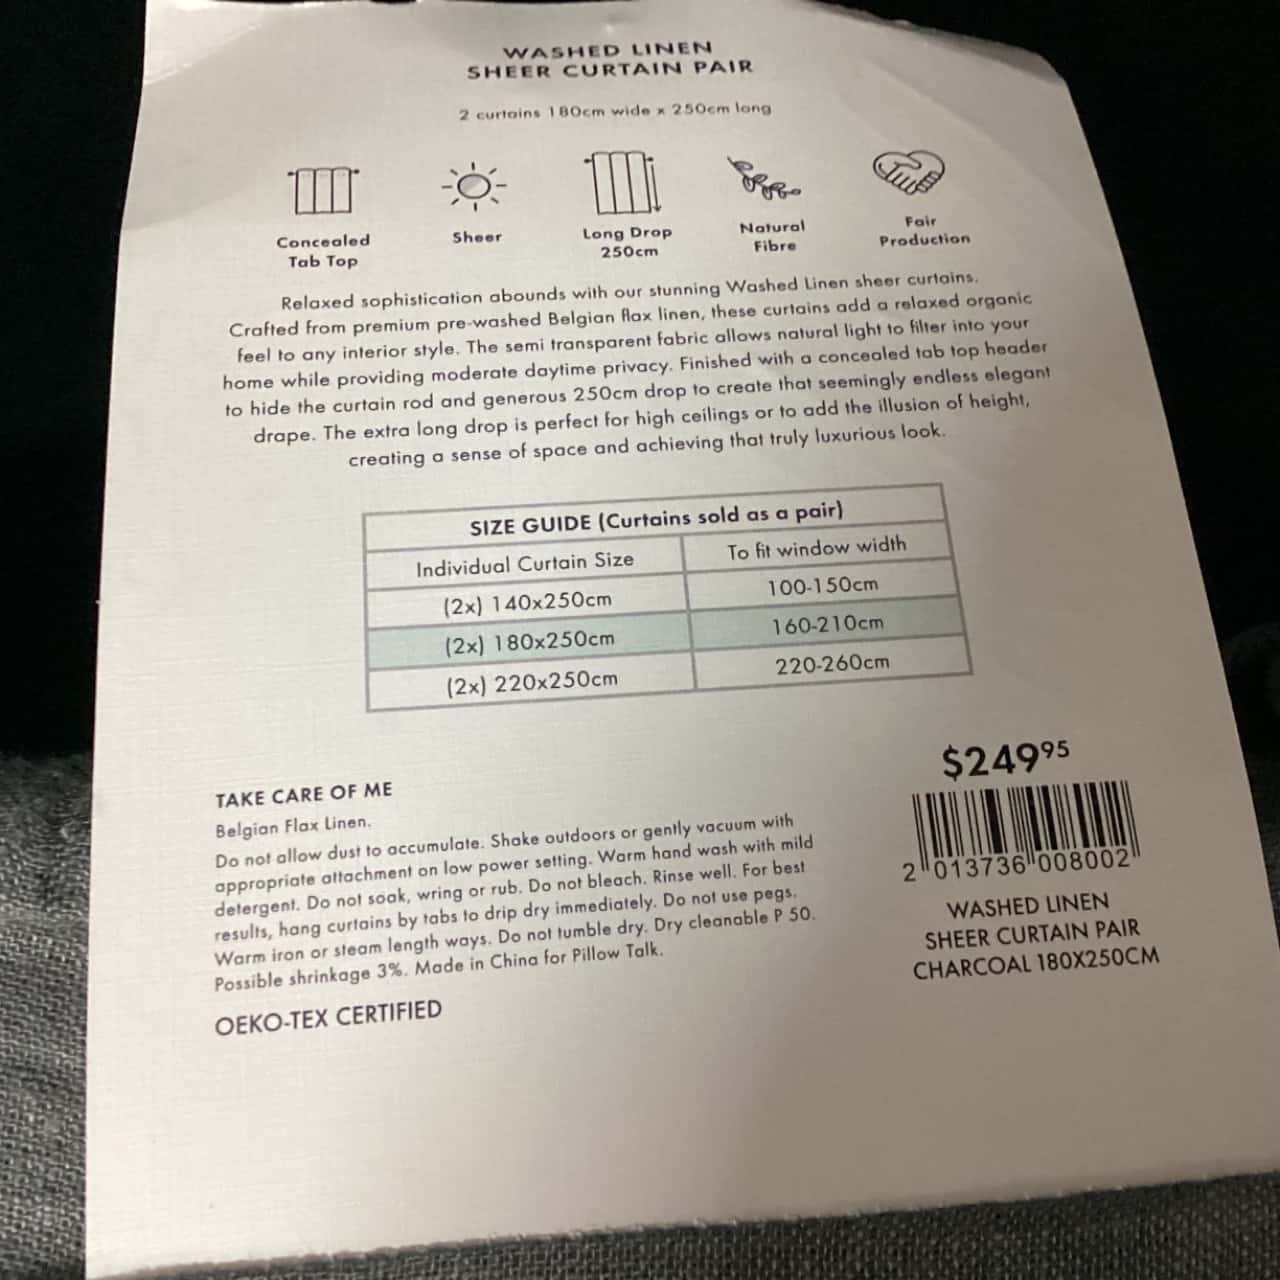 WASHED LINEN
SHEER CURTAIN PAIR
2 curtains 180cm wide x 250cm long
Concealed
Tab Top
Sheer
Long Drop
250cm
Natural
Fibre
Fair
Production
Relaxed sophistication abounds with our stunning Washed Linen sheer curtains.
Crafted from premium pre-washed Belgian flax linen, these curtains add a relaxed organic
feel to any interior style. The semi transparent fabric allows natural light to filter into your
home while providing moderate daytime privacy. Finished with a concealed tab top header
to hide the curtain rod and generous 250cm drop to create that seemingly endless elegant
drape. The extra long drop is perfect for high ceilings or to add the illusion of height,
creating a sense of space and achieving that truly luxurious look.
SIZE GUIDE (Curtains sold as a pair)
Individual Curtain Size To fit window width
(2x) 140x250cm 100-150cm
(2x) 180x250cm 160-210cm
(2x) 220x250cm 220-260cm
TAKE CARE OF ME
Belgian Flax Linen.
Do not allow dust to accumulate. Shake outdoors or gently vacuum with
appropriate attachment on low power setting. Warm hand wash with mild
detergent. Do not soak, wring or rub. Do not bleach. Rinse well. For best
results, hang curtains by tabs to drip dry immediately. Do not use pegs.
Warm iron or steam length ways. Do not tumble dry. Dry cleanable P 50.
Possible shrinkage 3%. Made in China for Pillow Talk.
OEKO-TEX CERTIFIED
$24995
2 013736 008002
WASHED LINEN
SHEER CURTAIN PAIR
CHARCOAL 180X250CM